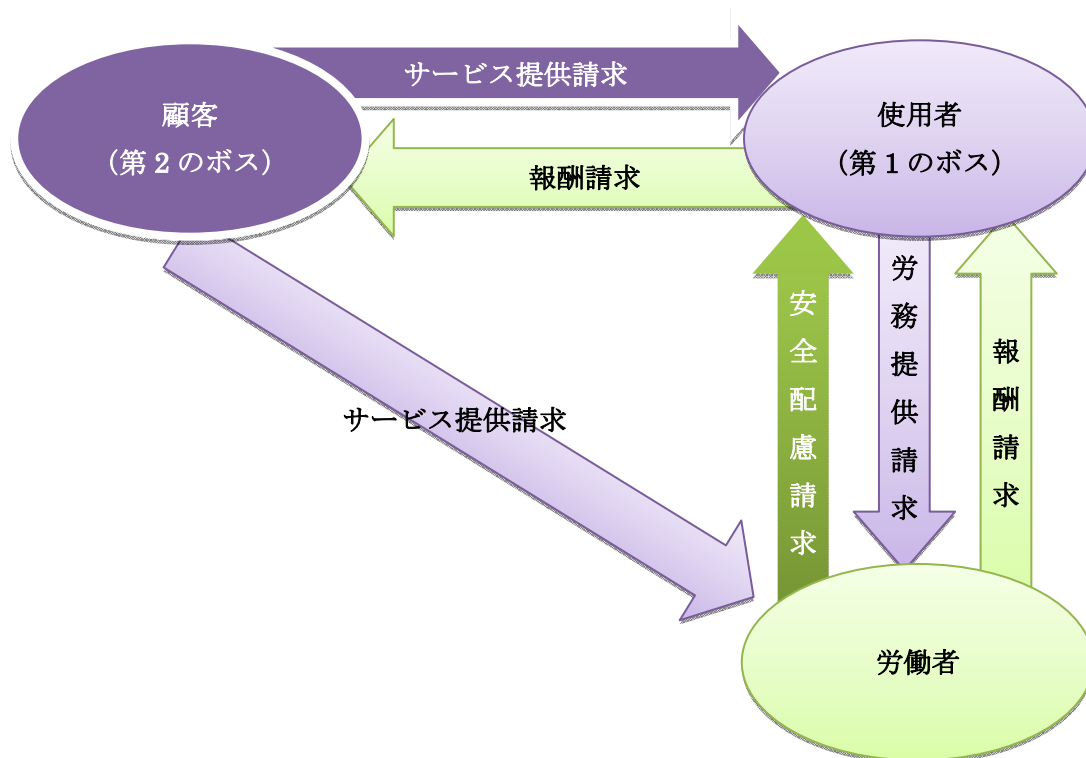 サービス提供請求
顧客
(第2のボス)
使用者
(第1のボス)
報酬請求
サービス提供請求
安全配慮請求
労務提供請求
報酬請求
労働者